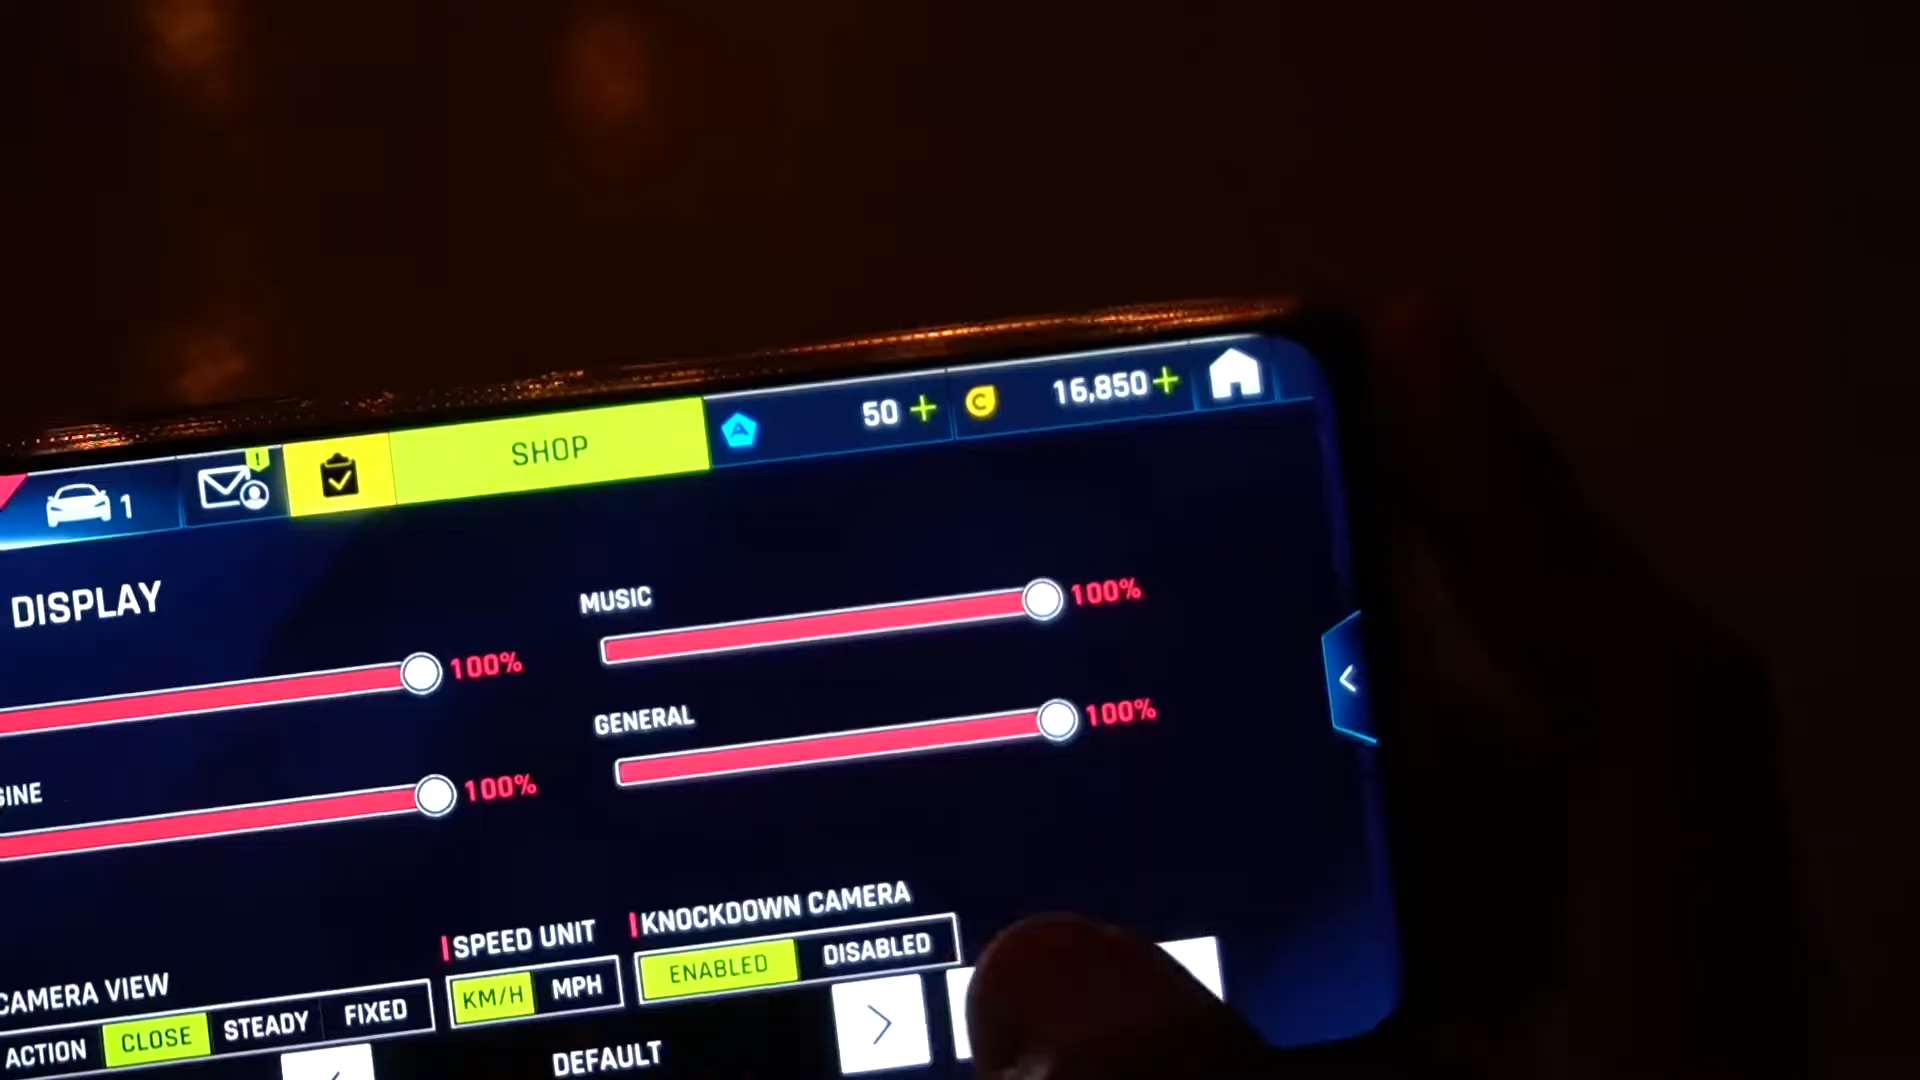 1
!
SHOP
50 +
C
16,850 +
DISPLAY
MUSIC
100%
100%
GENERAL
100%
100%
CAMERA VIEW
ACTION CLOSE STEADY FIXED
SPEED UNIT
KM/H MPH
KNOCKDOWN CAMERA
ENABLED DISABLED
DEFAULT